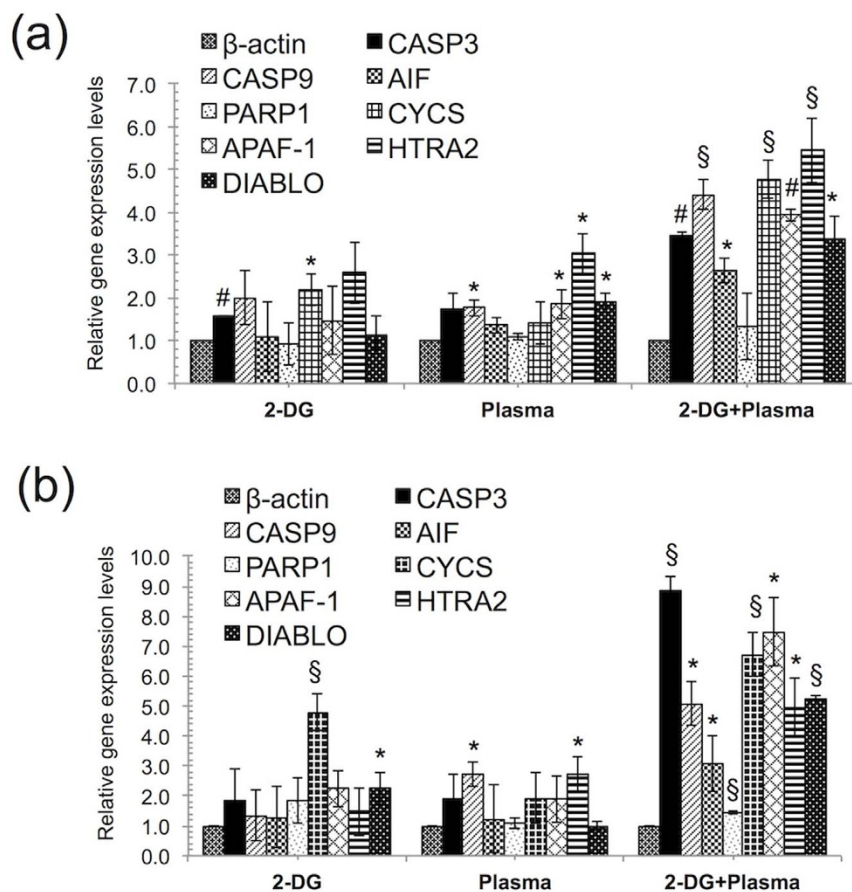 (a)
β-actin CASP3
CASP9 AIF
PARP1 CYCS
APAF-1 HTRA2
DIABLO
Relative gene expression levels
7.0
6.0
5.0
4.0
3.0
2.0
1.0
0.0
# *
* * * *
# § * § # § *
2-DG Plasma 2-DG+Plasma
(b)
β-actin CASP3
CASP9 AIF
PARP1 CYCS
APAF-1 HTRA2
DIABLO
Relative gene expression levels
10.0
9.0
8.0
7.0
6.0
5.0
4.0
3.0
2.0
1.0
0.0
§ *
* *
§ * * § § * * §
2-DG Plasma 2-DG+Plasma